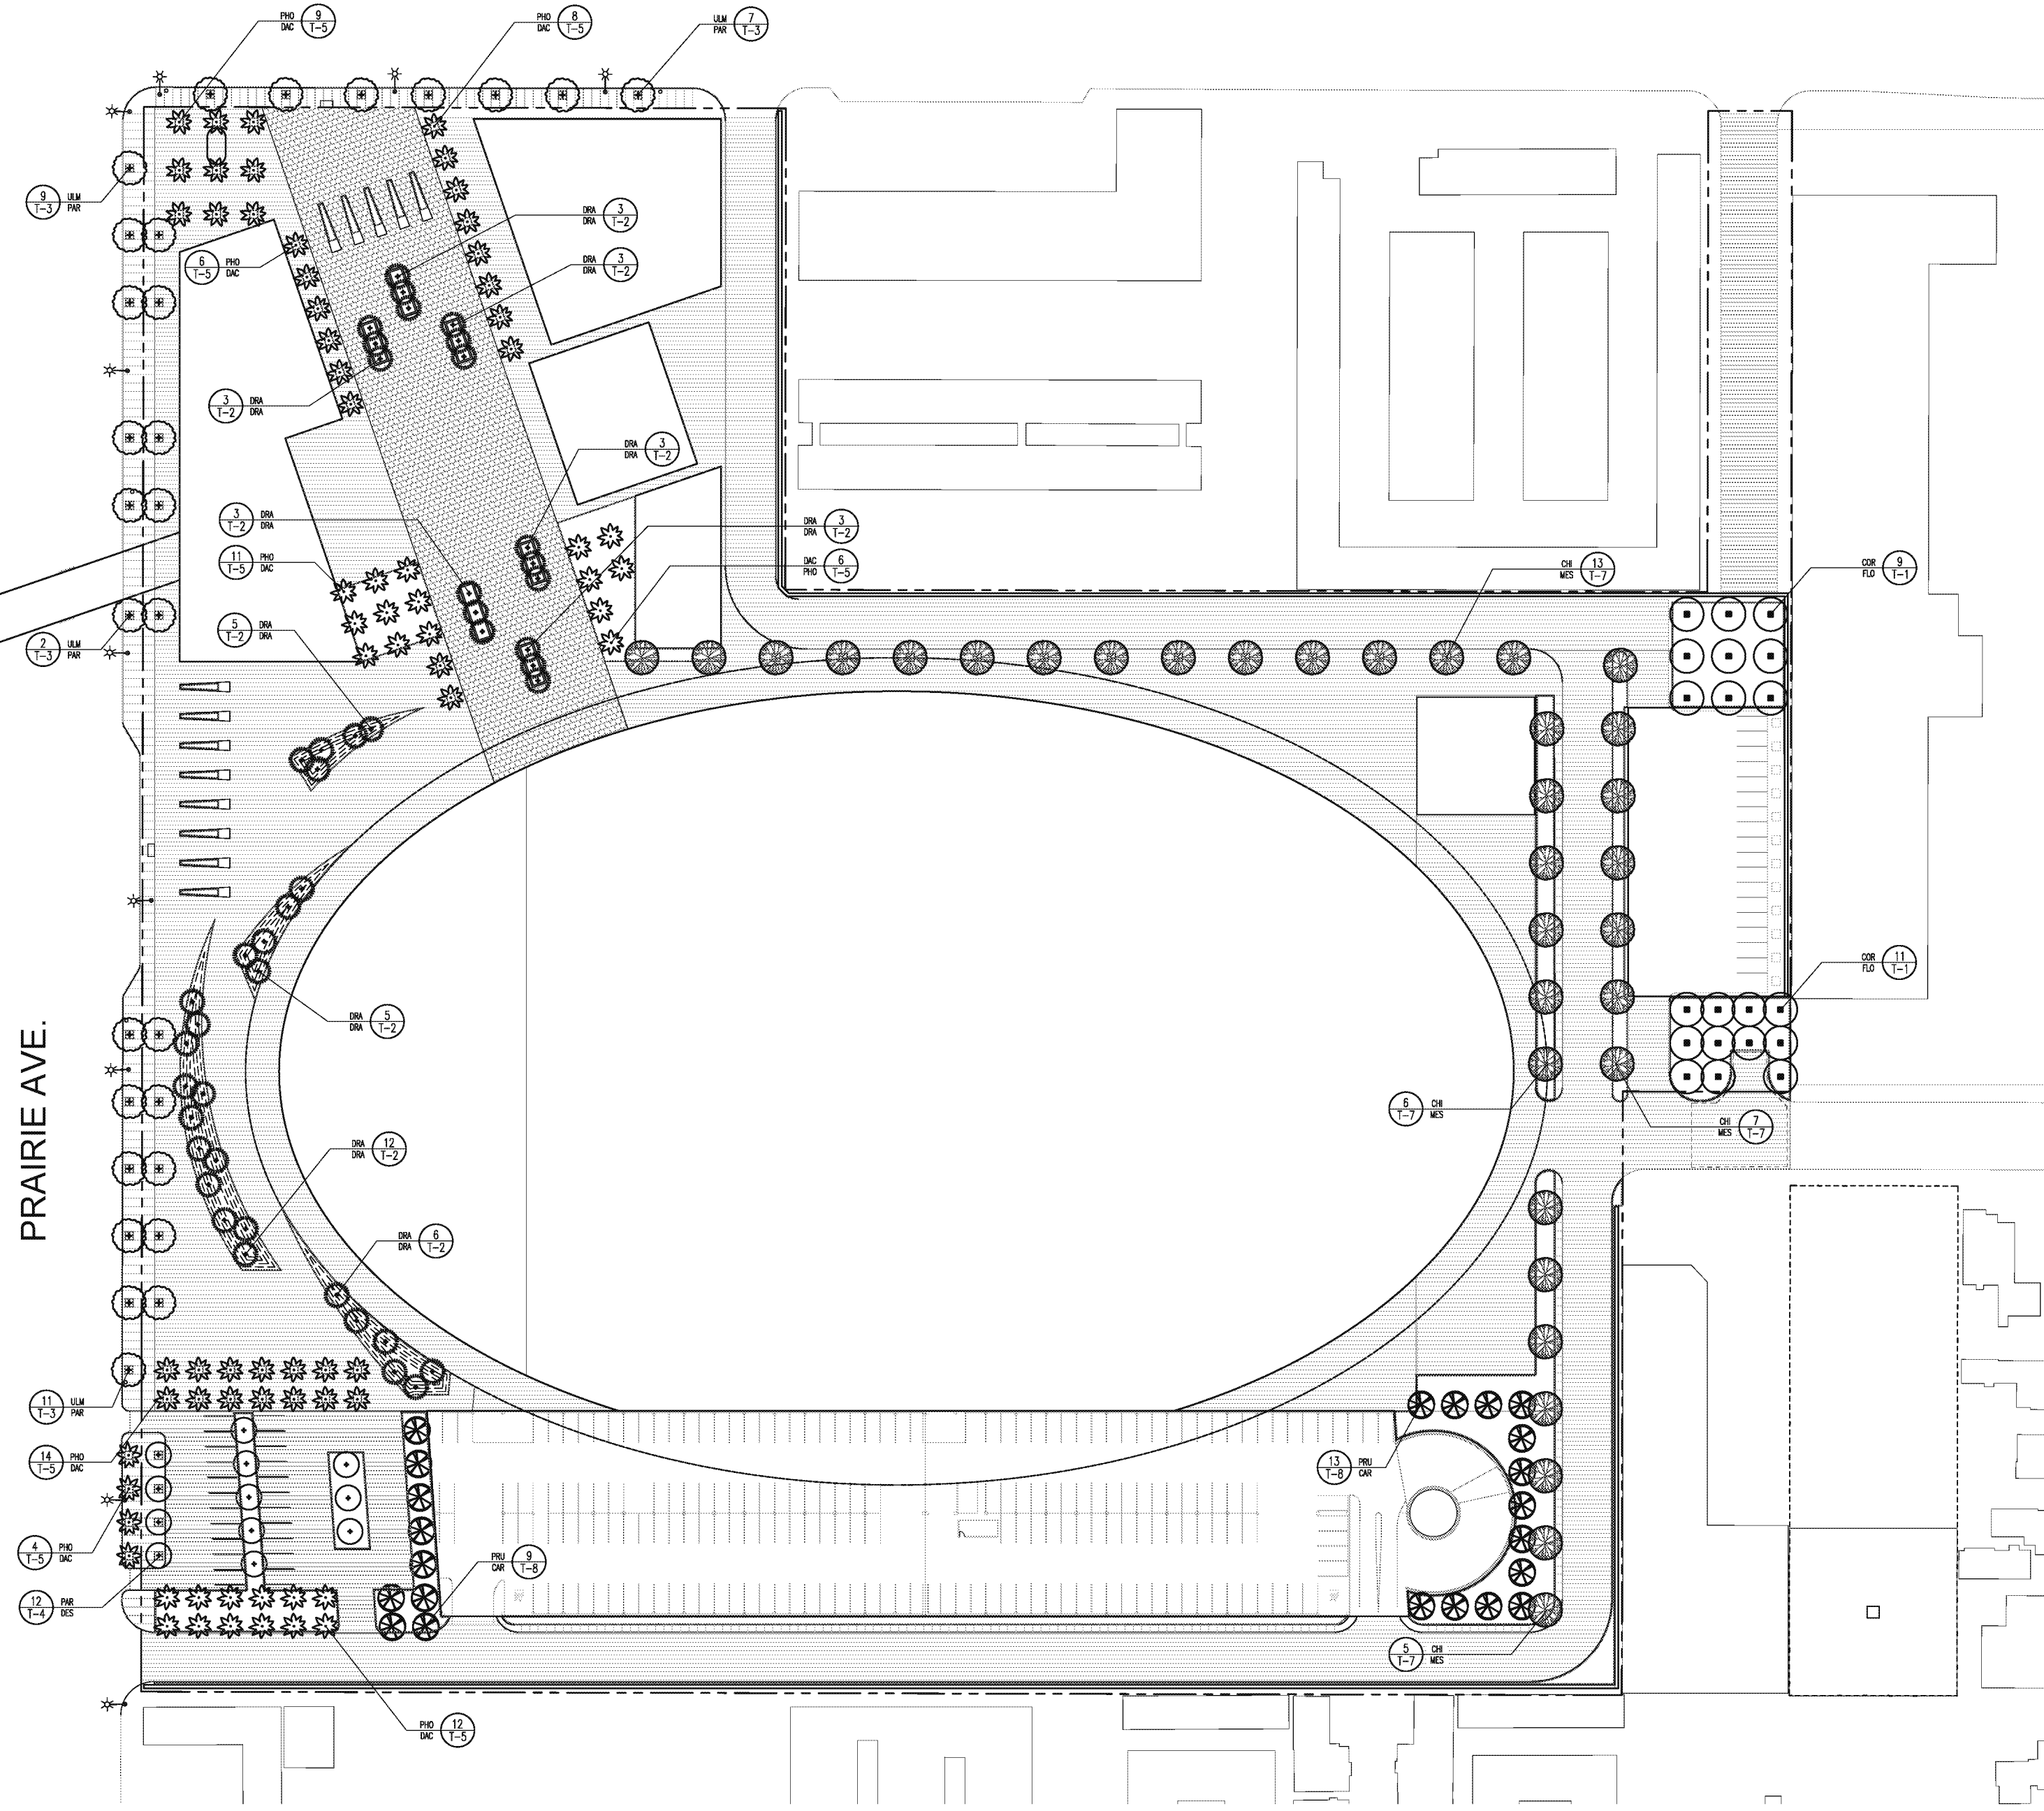 PHO 9
DAC T-5
PHO 8
DAC T-5
ULM 7
PAR T-3
9 ULM
T-3 PAR
DRA 3
DRA T-2
6 PHO
T-5 DAC
DRA 3
DRA T-2
3 DRA
T-2 DRA
DRA 3
DRA T-2
3 DRA
T-2 DRA
DRA 3
DRA T-2
11 PHO
T-5 DAC
DAC 6
PHO T-5
CHI 13
MES T-7
COR 9
FLO T-1
5 DRA
T-2 DRA
2 ULM
T-3 PAR
COR 11
FLO T-1
DRA 5
DRA T-2
PRAIRIE AVE.
6 CHI
T-7 MES
CHI 7
MES T-7
DRA 12
DRA T-2
DRA 6
DRA T-2
11 ULM
T-3 PAR
14 PHO
T-5 DAC
13 PRU
T-8 CAR
4 PHO
T-5 DAC
PRU 9
CAR T-8
12 PAR
T-4 DES
5 CHI
T-7 MES
PHO 12
DAC T-5